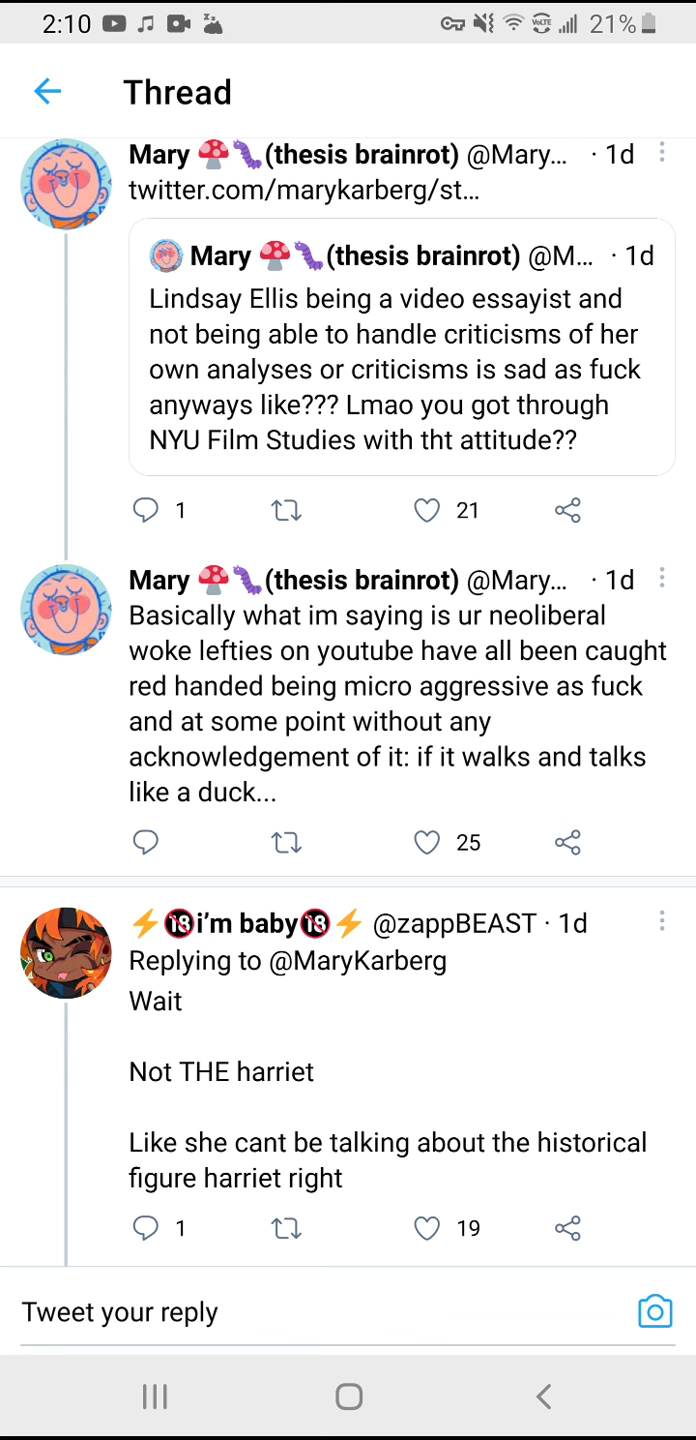 2:10 21%
Thread
Mary 🍄🐛(thesis brainrot) @Mary... · 1d
twitter.com/marykarberg/st...
Mary 🍄🐛(thesis brainrot) @M... · 1d
Lindsay Ellis being a video essayist and
not being able to handle criticisms of her
own analyses or criticisms is sad as fuck
anyways like??? Lmao you got through
NYU Film Studies with tht attitude??
1 21
Mary 🍄🐛(thesis brainrot) @Mary... · 1d
Basically what im saying is ur neoliberal
woke lefties on youtube have all been caught
red handed being micro aggressive as fuck
and at some point without any
acknowledgement of it: if it walks and talks
like a duck...
25
⚡🔞i'm baby🔞⚡ @zappBEAST · 1d
Replying to @MaryKarberg
Wait
Not THE harriet
Like she cant be talking about the historical
figure harriet right
1 19
Tweet your reply